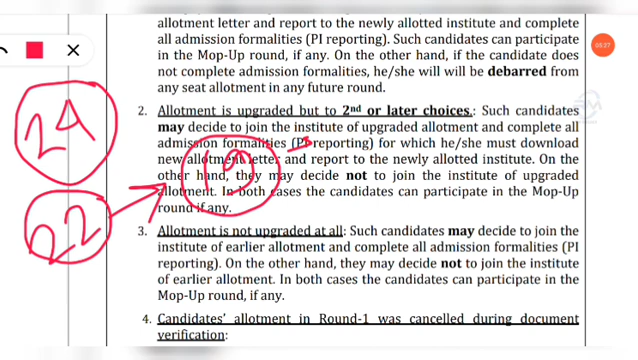 allotment letter and report to the newly allotted institute and complete
all admission formalities (PI reporting). Such candidates can participate
in the Mop-Up round, if any. On the other hand, if the candidate does
not complete admission formalities, he/she will will be debarred from
any seat allotment in any future round.
2. Allotment is upgraded but to 2nd or later choices.: Such candidates
may decide to join the institute of upgraded allotment and complete all
admission formalities (PI reporting) for which he/she must download
new allotment letter and report to the newly allotted institute. On the
other hand, they may decide not to join the institute of upgraded
allotment. In both cases the candidates can participate in the Mop-Up
round if any.
3. Allotment is not upgraded at all: Such candidates may decide to join the
institute of earlier allotment and complete all admission formalities (PI
reporting). On the other hand, they may decide not to join the institute
of earlier allotment. In both cases the candidates can participate in the
Mop-Up round, if any.
4. Candidates' allotment in Round-1 was cancelled during document
verification:
24
22
19